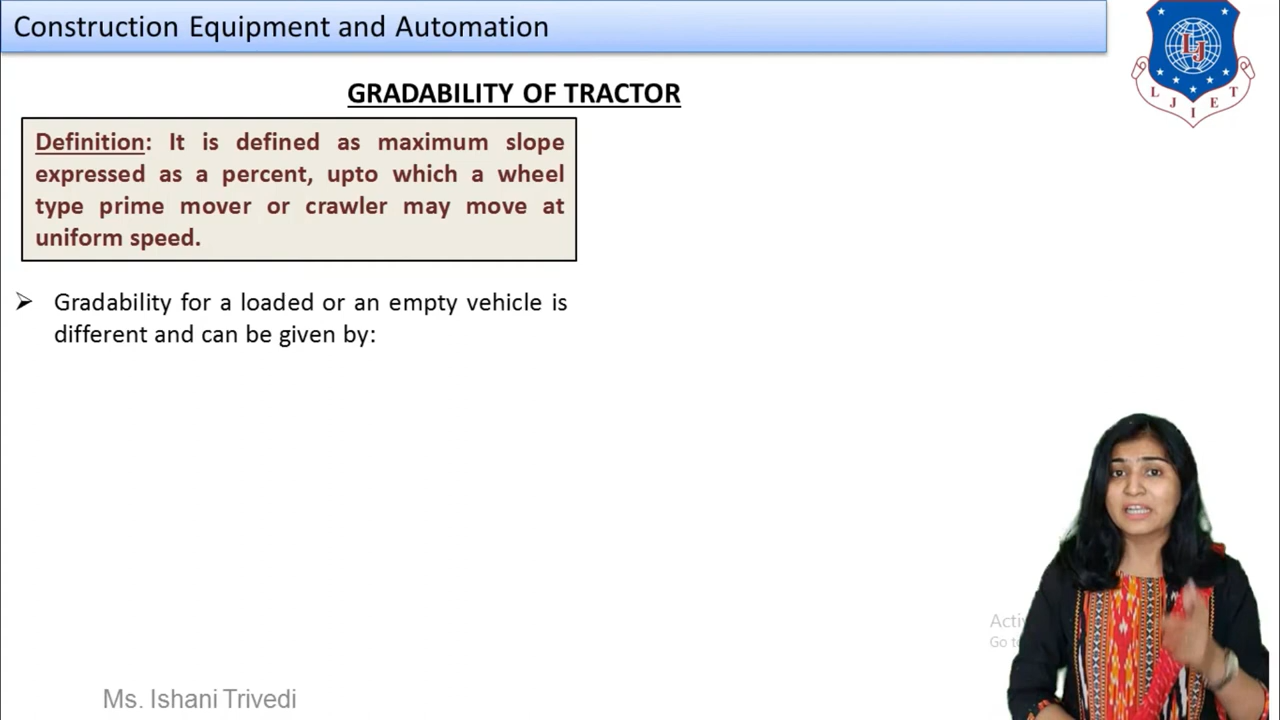 Construction Equipment and Automation
GRADABILITY OF TRACTOR
Definition: It is defined as maximum slope
expressed as a percent, upto which a wheel
type prime mover or crawler may move at
uniform speed.
➢ Gradability for a loaded or an empty vehicle is
different and can be given by:
LJ
L J I E T
Ms. Ishani Trivedi